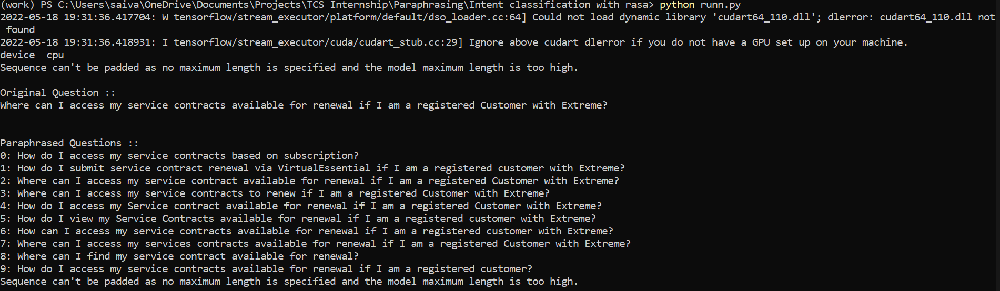 (work) PS C:\Users\saiva\OneDrive\Documents\Projects\TCS Internship\Paraphrasing\Intent classification with rasa> python runn.py
2022-05-18 19:31:36.417704: W tensorflow/stream_executor/platform/default/dso_loader.cc:64] Could not load dynamic library 'cudart64_110.dll'; dlerror: cudart64_110.dll not
found
2022-05-18 19:31:36.418931: I tensorflow/stream_executor/cuda/cudart_stub.cc:29] Ignore above cudart dlerror if you do not have a GPU set up on your machine.
device  cpu
Sequence can't be padded as no maximum length is specified and the model maximum length is too high.
Original Question ::
Where can I access my service contracts available for renewal if I am a registered Customer with Extreme?
Paraphrased Questions ::
0: How do I access my service contracts based on subscription?
1: How do I submit service contract renewal via VirtualEssential if I am a registered customer with Extreme?
2: Where can I access my service contract available for renewal if I am a registered Customer with Extreme?
3: Where can I access my service contracts to renew if I am a registered Customer with Extreme?
4: How do I access my Service contract available for renewal if I am a registered Customer with Extreme?
5: How do I view my Service Contracts available for renewal if I am a registered customer with Extreme?
6: How can I access my service contracts available for renewal if I am a registered customer with Extreme?
7: Where can I access my services contracts available for renewal if I am a registered Customer with Extreme?
8: Where can I find my service contract available for renewal?
9: How do I access my service contracts available for renewal if I am a registered customer?
Sequence can't be padded as no maximum length is specified and the model maximum length is too high.